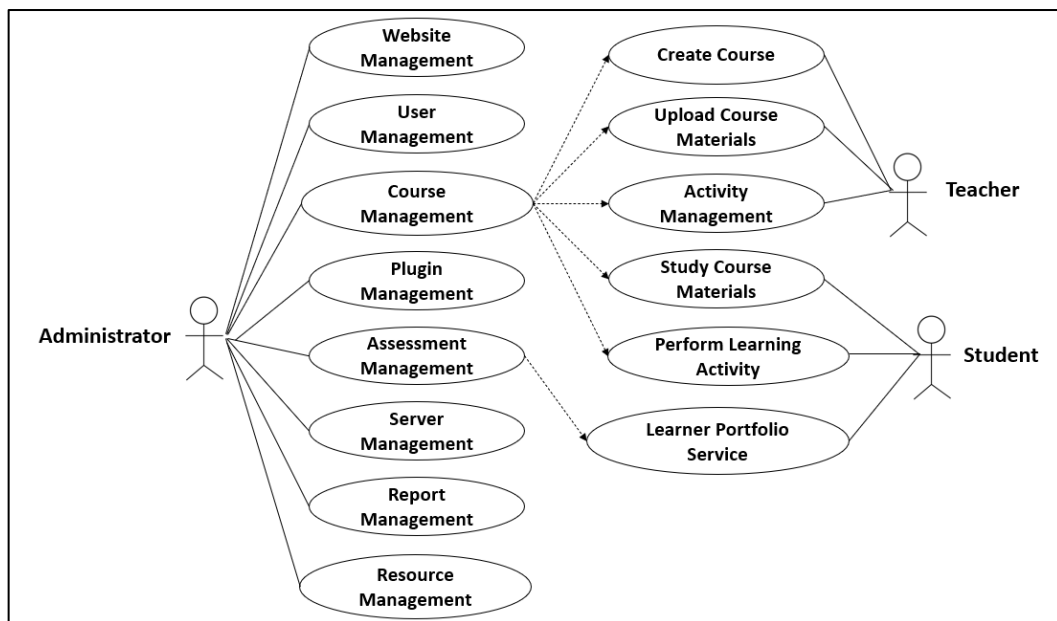 Website
Management
User
Management
Course
Management
Plugin
Management
Administrator
Assessment
Management
Server
Management
Report
Management
Resource
Management
Create Course
Upload Course
Materials
Activity
Management
Study Course
Materials
Perform Learning
Activity
Learner Portfolio
Service
Teacher
Student